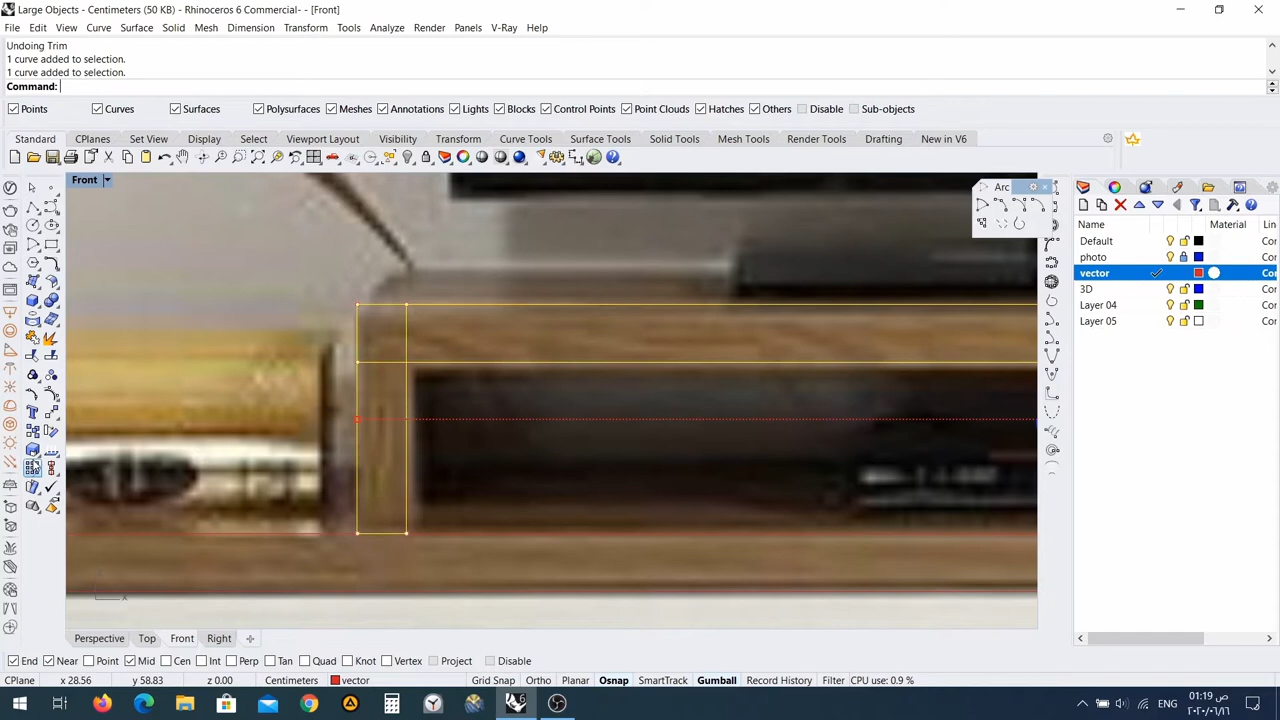 Large Objects - Centimeters (50 KB) - Rhinoceros 6 Commercial- - [Front]
File Edit View Curve Surface Solid Mesh Dimension Transform Tools Analyze Render Panels V-Ray Help
Undoing Trim
1 curve added to selection.
1 curve added to selection.
Command:
Points Curves Surfaces Polysurfaces Meshes Annotations Lights Blocks Control Points Point Clouds Hatches Others Disable Sub-objects
Standard CPlanes Set View Display Select Viewport Layout Visibility Transform Curve Tools Surface Tools Solid Tools Mesh Tools Render Tools Drafting New in V6
Front
Arc
Name Material Lin
Default Cor
photo Cor
vector Cor
3D Cor
Layer 04 Cor
Layer 05 Cor
x
Perspective Top Front Right
End Near Point Mid Cen Int Perp Tan Quad Knot Vertex Project Disable
CPlane x 28.56 y 58.83 z 0.00 Centimeters vector Grid Snap Ortho Planar Osnap SmartTrack Gumball Record History Filter CPU use: 0.9 %
ENG
01:19 ص